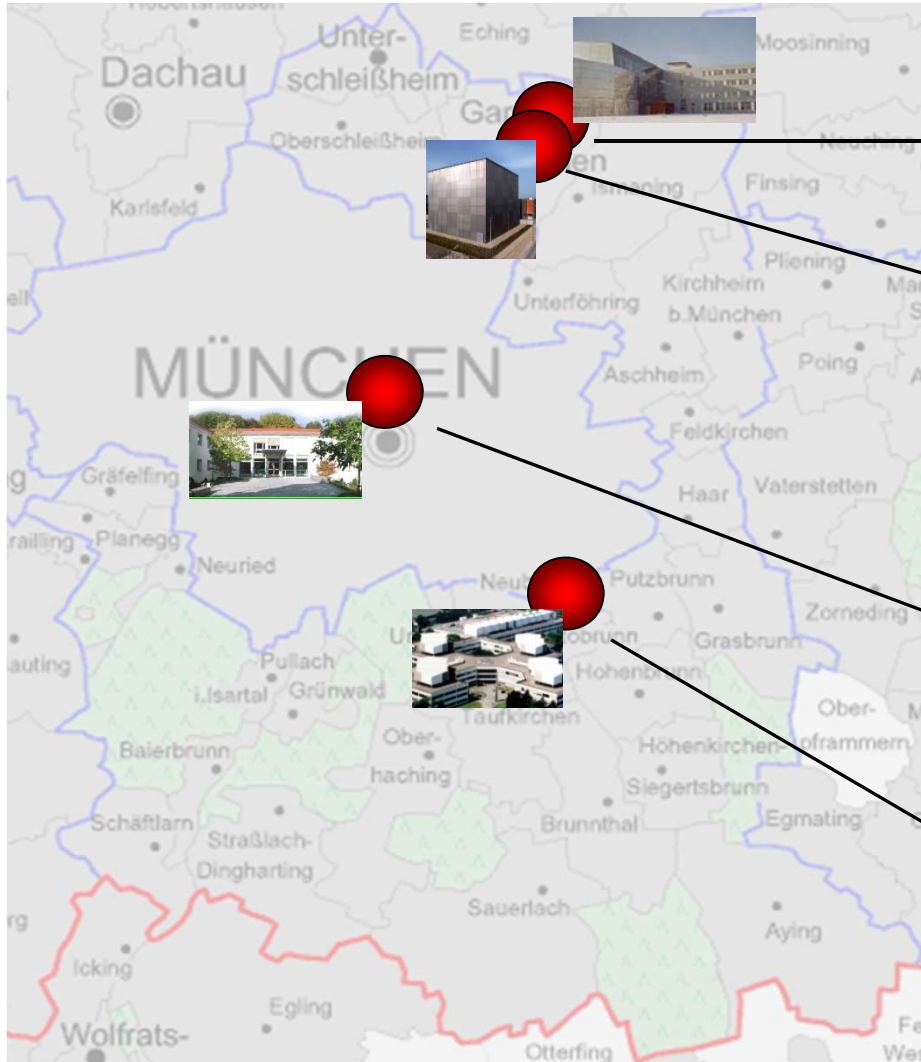 Eching
Unter-
schleißheim
Moosinning
Dachau
Oberschleißheim
Neuching
Ismaning
Finsing
Karlsfeld
Pliening
Kirchheim
b.München
Unterföhring
Poing
MÜNCHEN
Aschheim
Feldkirchen
Gräfelfing
Haar
Vaterstetten
Planegg
Neuried
Putzbrunn
Zorneding
Grasbrunn
Pullach
i.Isartal
Grünwald
Hohenbrunn
Taufkirchen
Ober-
pframmern
Baierbrunn
Ober-
haching
Höhenkirchen-
Siegertsbrunn
Schäftlarn
Straßlach-
Dingharting
Brunnthal
Egmating
Sauerlach
Aying
Icking
Egling
Wolfrats-
Otterfing